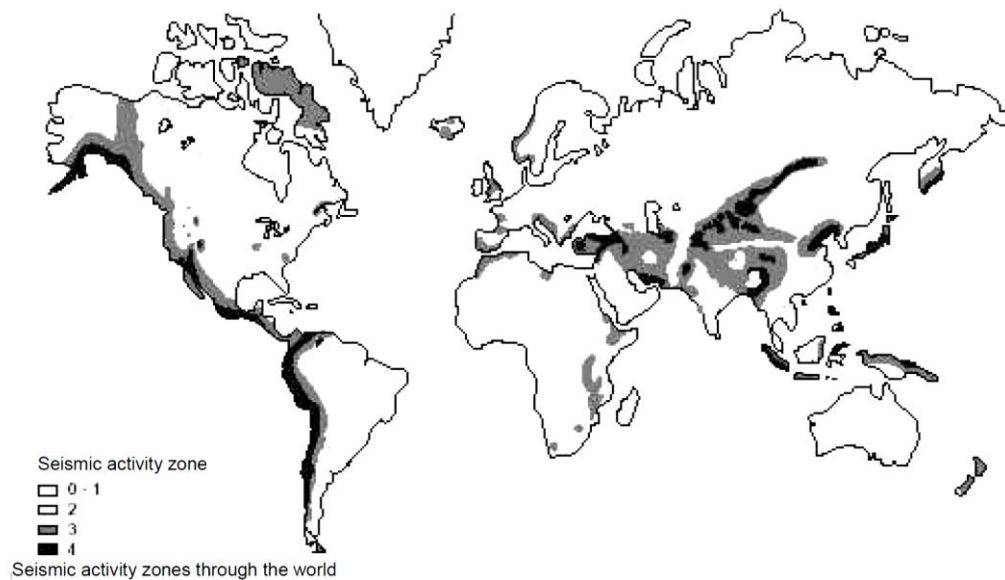 Seismic activity zone
0 - 1
2
3
4
Seismic activity zones through the world